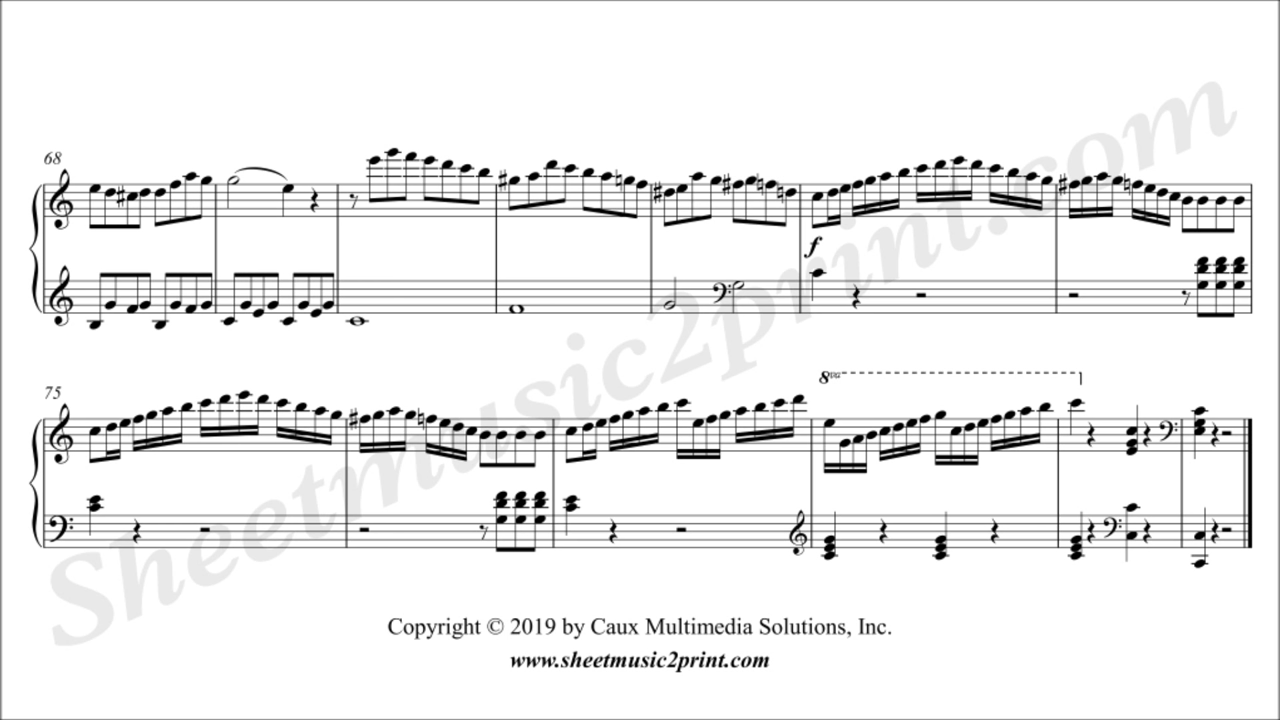 68
f
75
8va
Copyright © 2019 by Caux Multimedia Solutions, Inc.
www.sheetmusic2print.com
Sheetmusic2print.com